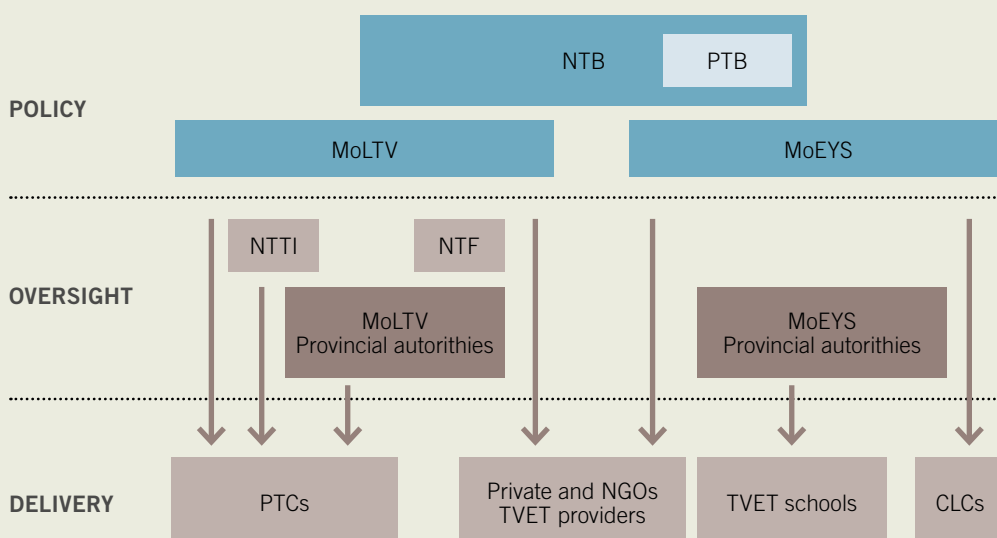 NTB
PTB
POLICY
MoLTV
MoEYS
NTTI
NTF
OVERSIGHT
MoLTV
Provincial autorithies
MoEYS
Provincial autorithies
DELIVERY
PTCs
Private and NGOs
TVET providers
TVET schools
CLCs